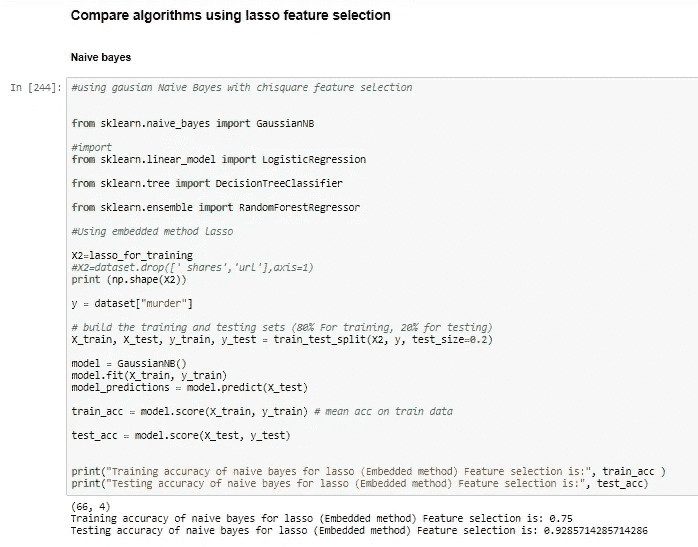 Compare algorithms using lasso feature selection
Naive bayes
In [244]: #using gausian Naive Bayes with chisquare feature selection
from sklearn.naive_bayes import GaussianNB
#import
from sklearn.linear_model import LogisticRegression
from sklearn.tree import DecisionTreeClassifier
from sklearn.ensemble import RandomForestRegressor
#Using embedded method Lasso
X2=lasso_for_training
#X2=dataset.drop([' shares','url'],axis=1)
print (np.shape(X2))
y = dataset["murder"]
# build the training and testing sets (80% For training, 20% for testing)
X_train, X_test, y_train, y_test = train_test_split(X2, y, test_size=0.2)
model = GaussianNB()
model.fit(X_train, y_train)
model_predictions = model.predict(X_test)
train_acc = model.score(X_train, y_train) # mean acc on train data
test_acc = model.score(X_test, y_test)
print("Training accuracy of naive bayes for lasso (Embedded method) Feature selection is:", train_acc )
print("Testing accuracy of naive bayes for lasso (Embedded method) Feature selection is:", test_acc)
(66, 4)
Training accuracy of naive bayes for lasso (Embedded method) Feature selection is: 0.75
Testing accuracy of naive bayes for lasso (Embedded method) Feature selection is: 0.9285714285714286